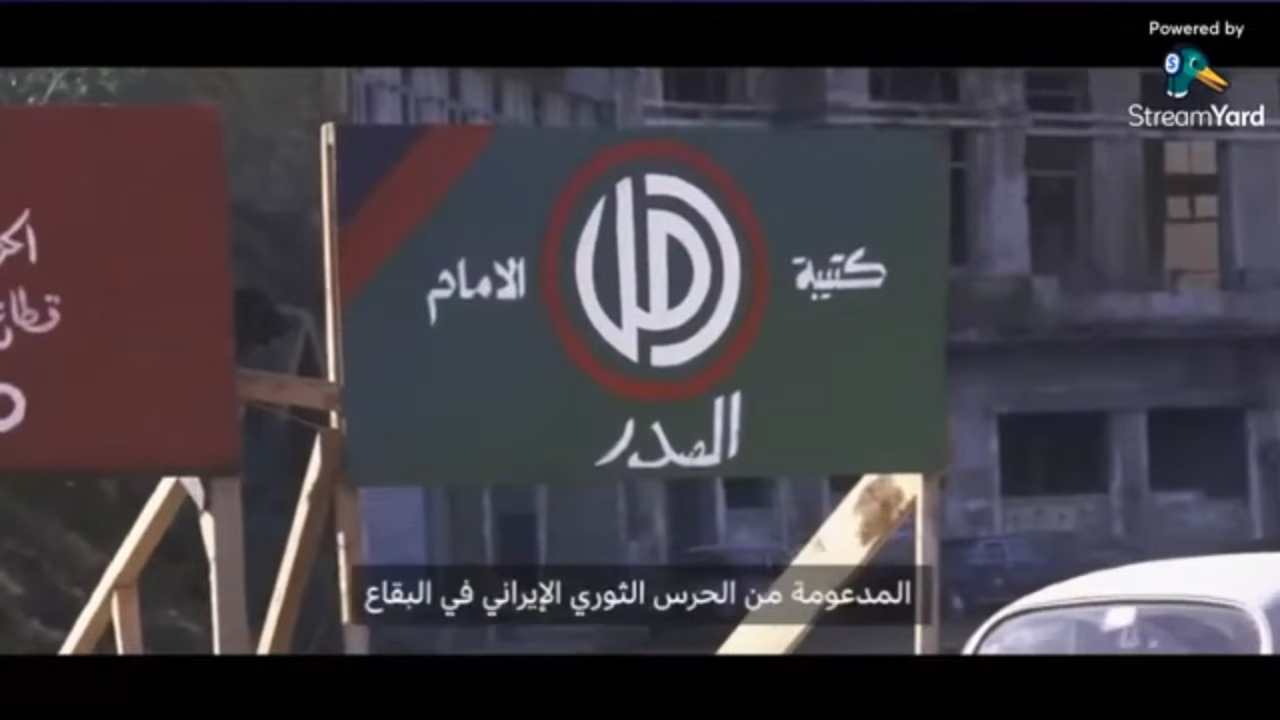 Powered by
StreamYard
كتيبة
الامام
الصدر
المدعومة من الحرس الثوري الإيراني في البقاع